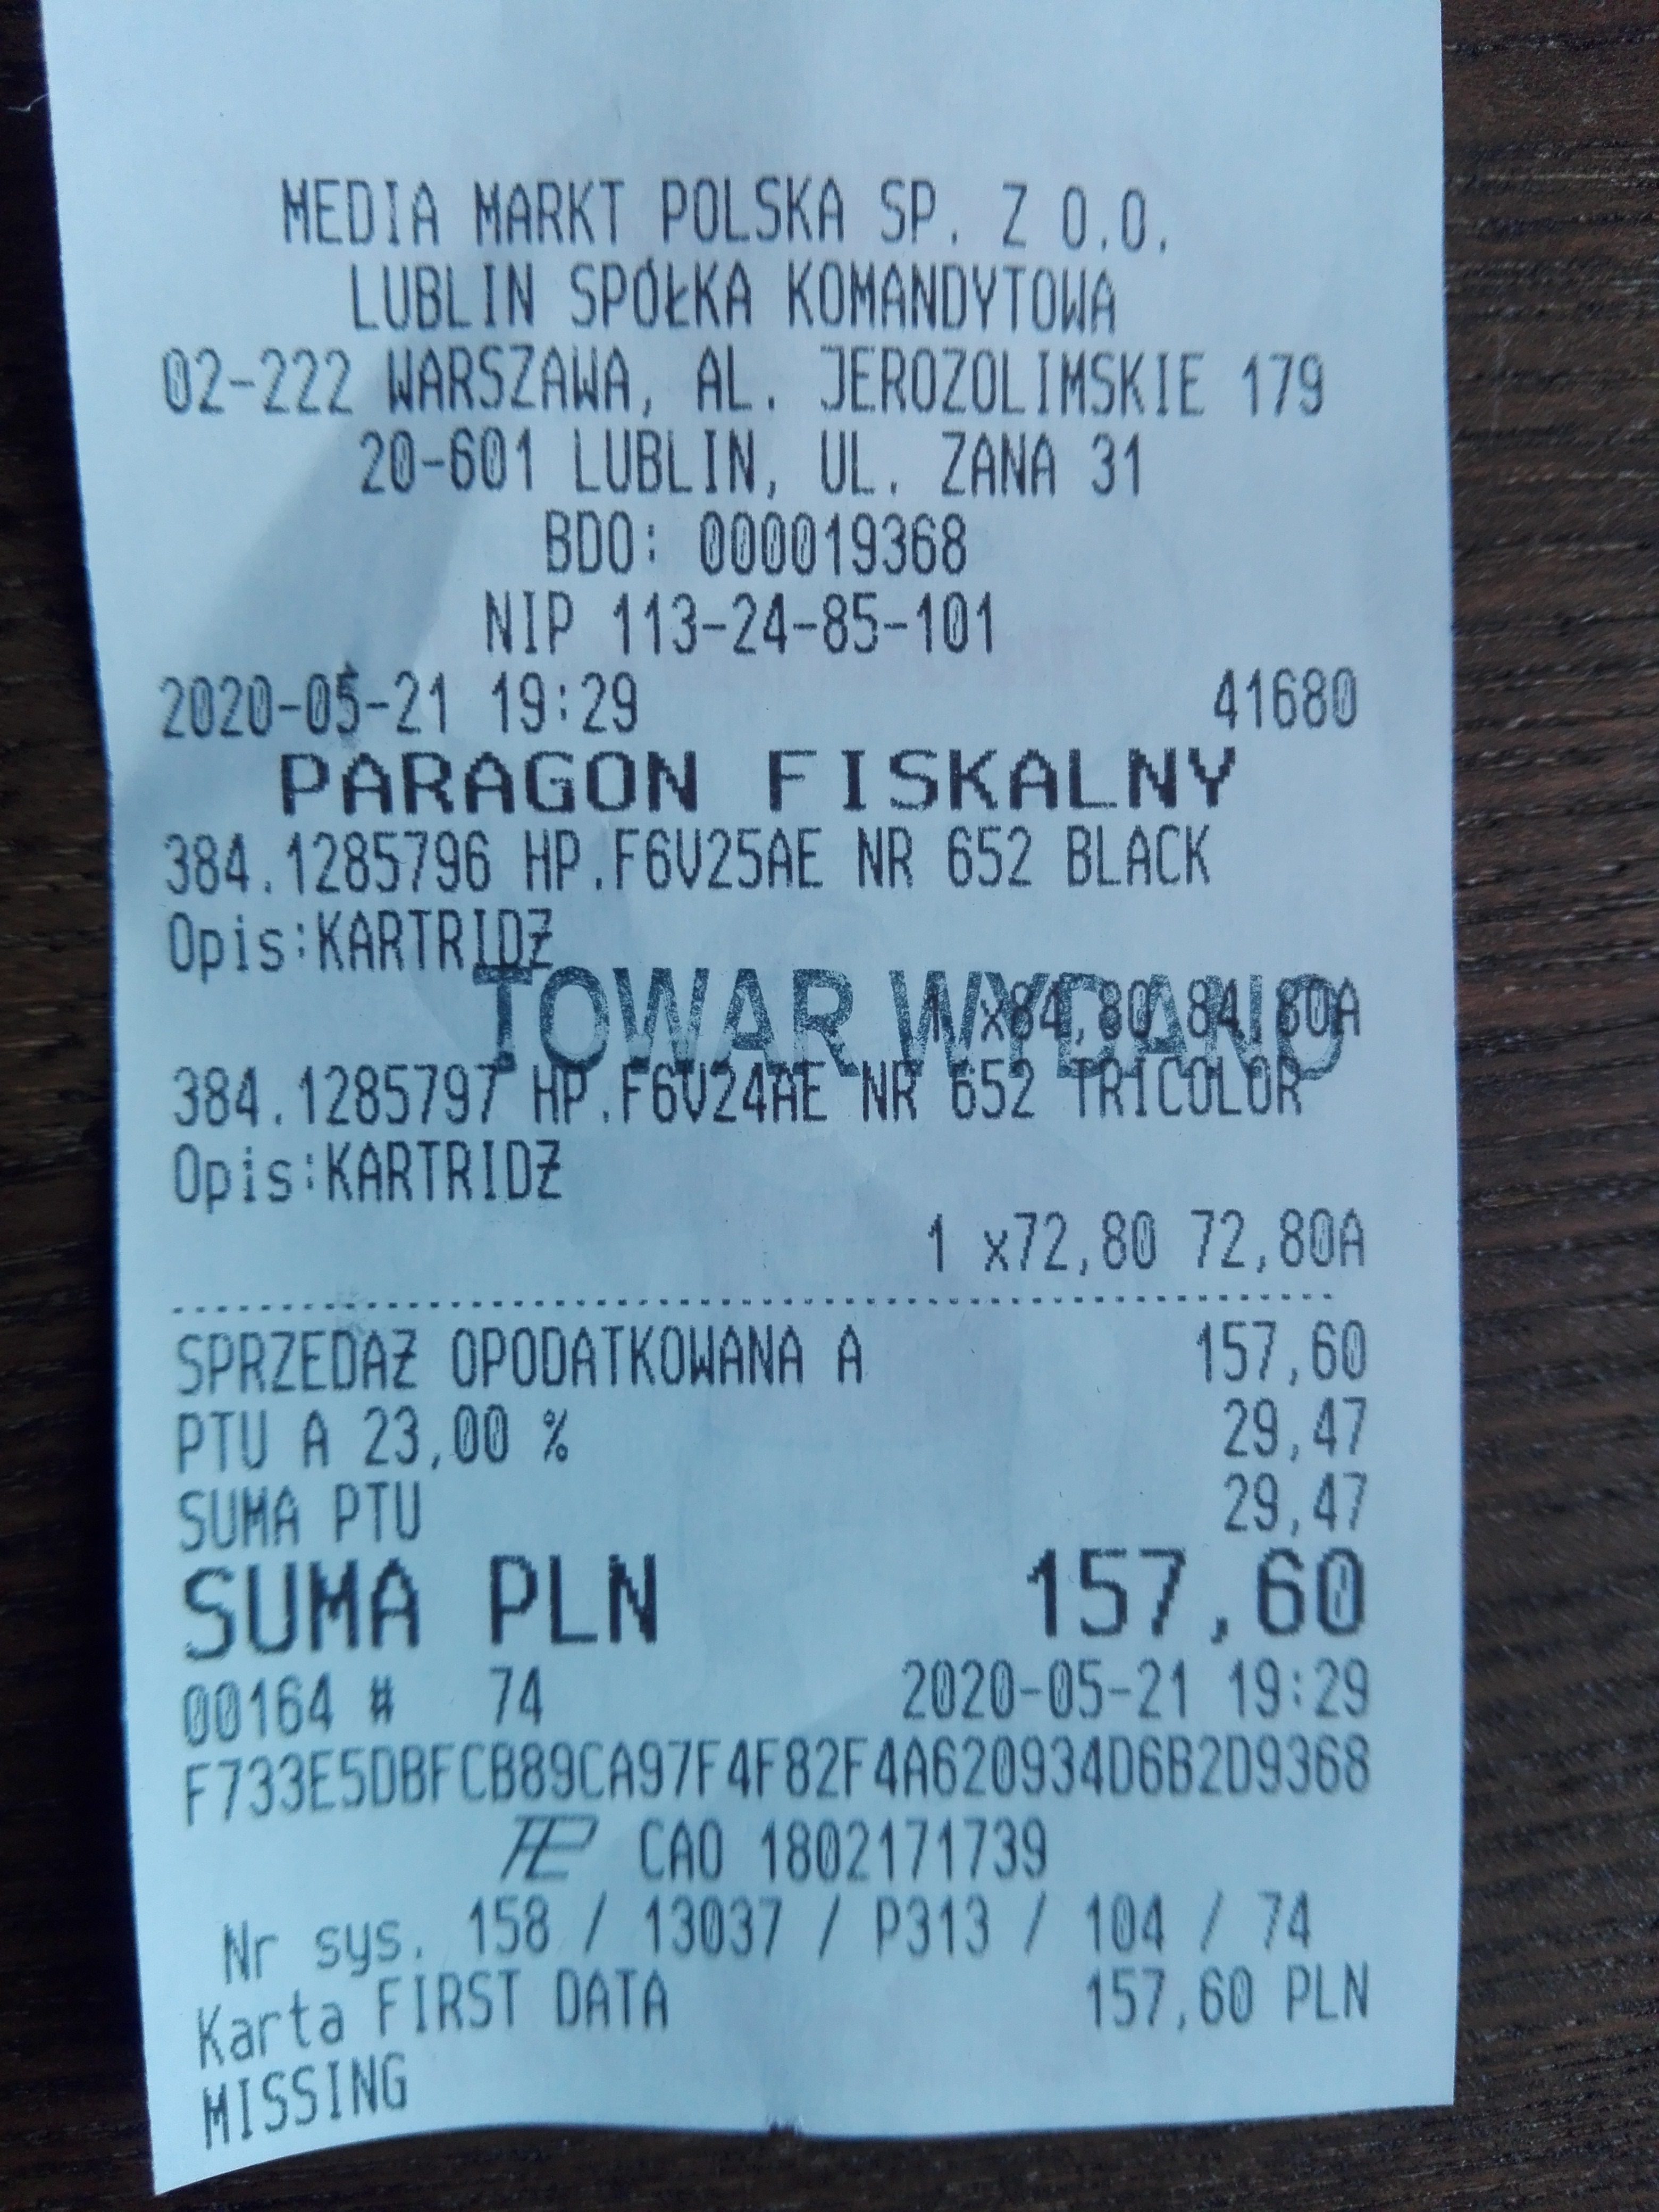 MEDIA MARKT POLSKA SP. Z O.O.
LUBLIN SPÓŁKA KOMANDYTOWA
02-222 WARSZAWA, AL. JEROZOLIMSKIE 179
20-601 LUBLIN, UL. ZANA 31
BDO: 000019368
NIP 113-24-85-101
2020-05-21 19:29 41680
PARAGON FISKALNY
384.1285796 HP.F6V25AE NR 652 BLACK
Opis:KARTRIDŻ
TOWAR WYDANO
1 x84,80 84,80A
384.1285797 HP.F6V24AE NR 652 TRICOLOR
Opis:KARTRIDŻ
1 x72,80 72,80A
SPRZEDAŻ OPODATKOWANA A 157,60
PTU A 23,00 % 29,47
SUMA PTU 29,47
SUMA PLN 157,60
00164 # 74 2020-05-21 19:29
F733E5DBFCB89CA97F4F82F4A620934D6B2D9368
CAO 1802171739
Nr sys. 158 / 13037 / P313 / 104 / 74
Karta FIRST DATA 157,60 PLN
MISSING